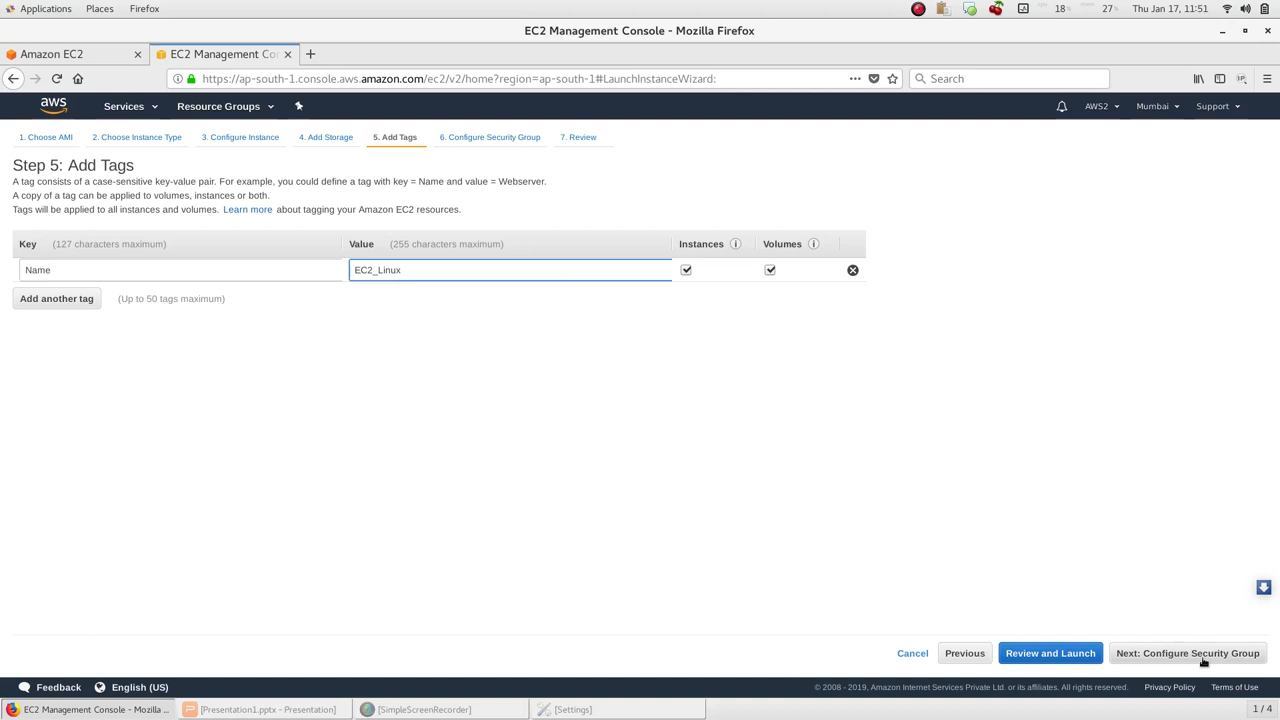 Applications Places Firefox 18% 27% Thu Jan 17, 11:51
EC2 Management Console - Mozilla Firefox
Amazon EC2 EC2 Management Co
https://ap-south-1.console.aws.amazon.com/ec2/v2/home?region=ap-south-1#LaunchInstanceWizard: Search
aws Services Resource Groups AWS2 Mumbai Support
1. Choose AMI 2. Choose Instance Type 3. Configure Instance 4. Add Storage 5. Add Tags 6. Configure Security Group 7. Review
Step 5: Add Tags
A tag consists of a case-sensitive key-value pair. For example, you could define a tag with key = Name and value = Webserver.
A copy of a tag can be applied to volumes, instances or both.
Tags will be applied to all instances and volumes. Learn more about tagging your Amazon EC2 resources.
Key (127 characters maximum) Value (255 characters maximum) Instances Volumes
Name EC2_Linux
Add another tag (Up to 50 tags maximum)
Cancel Previous Review and Launch Next: Configure Security Group
Feedback English (US) © 2008 - 2019, Amazon Internet Services Private Ltd. or its affiliates. All rights reserved. Privacy Policy Terms of Use
EC2 Management Console - Mozilla ... [Presentation1.pptx - Presentation] [SimpleScreenRecorder] [Settings] 1 / 4